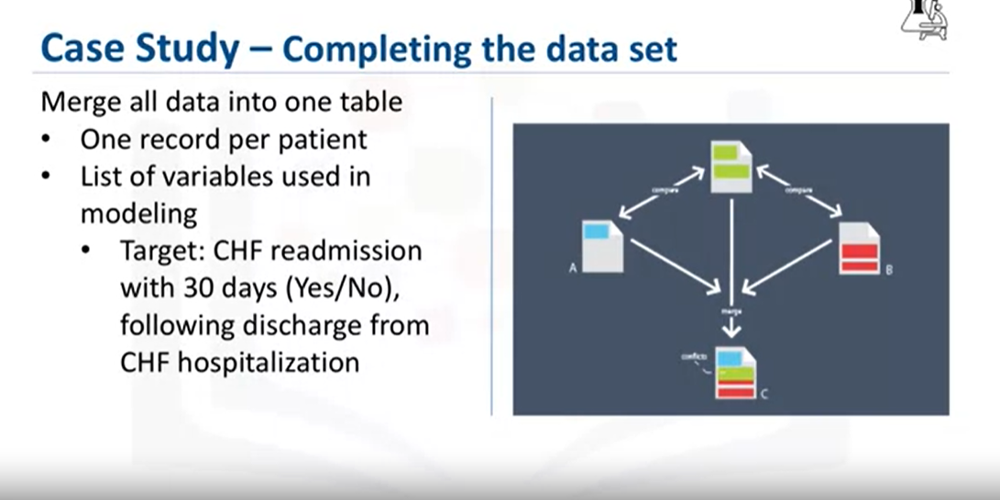 Case Study – Completing the data set
Merge all data into one table
• One record per patient
• List of variables used in
modeling
• Target: CHF readmission
with 30 days (Yes/No),
following discharge from
CHF hospitalization
compare
compare
A
B
merge
conflicts
C